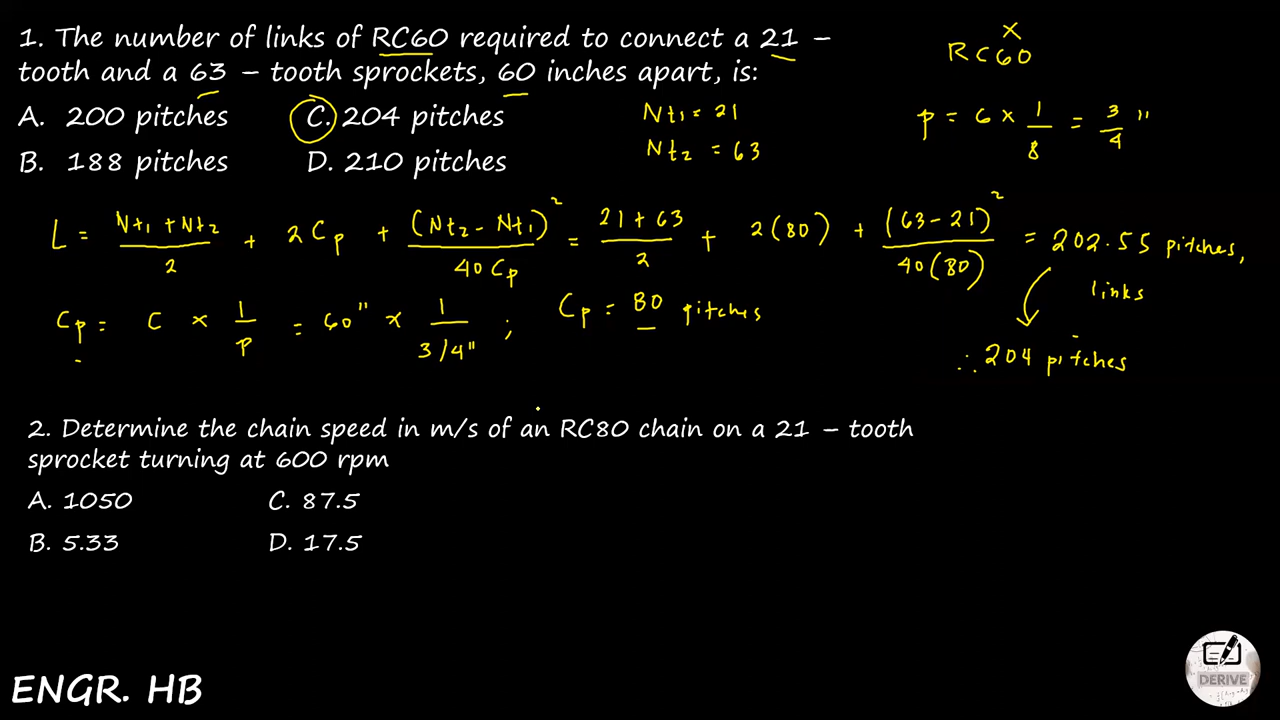 1. The number of links of RC60 required to connect a 21 –
tooth and a 63 – tooth sprockets, 60 inches apart, is:
A. 200 pitches
C. 204 pitches
B. 188 pitches
D. 210 pitches
x
RC60
Nt1 = 21
Nt2 = 63
p = 6 x 1/8 = 3/4"
L = (Nt1 + Nt2)/2 + 2Cp + (Nt2 - Nt1)²/40Cp = (21 + 63)/2 + 2(80) + (63 - 21)²/40(80) = 202.55 pitches,
links
Cp = C x 1/p = 60" x 1/(3/4") ; Cp = 80 pitches
∴ 204 pitches
2. Determine the chain speed in m/s of an RC80 chain on a 21 – tooth
sprocket turning at 600 rpm
A. 1050
C. 87.5
B. 5.33
D. 17.5
ENGR. HB
DERIVE